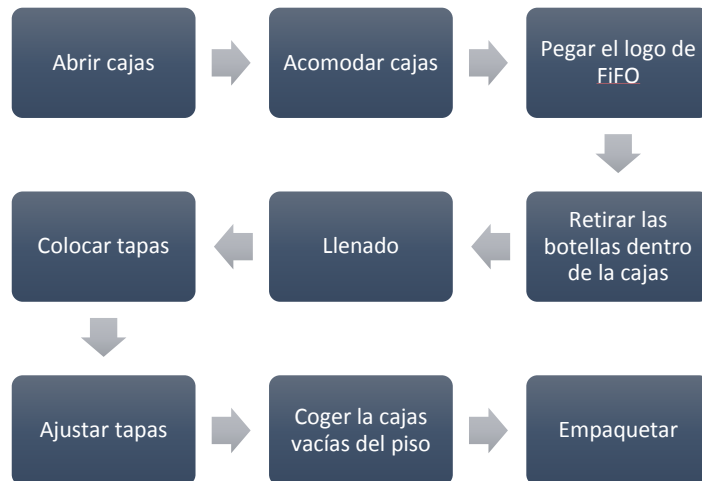 Abrir cajas
Acomodar cajas
Pegar el logo de
FiFO
Retirar las
botellas dentro
de la cajas
Llenado
Colocar tapas
Ajustar tapas
Coger la cajas
vacías del piso
Empaquetar